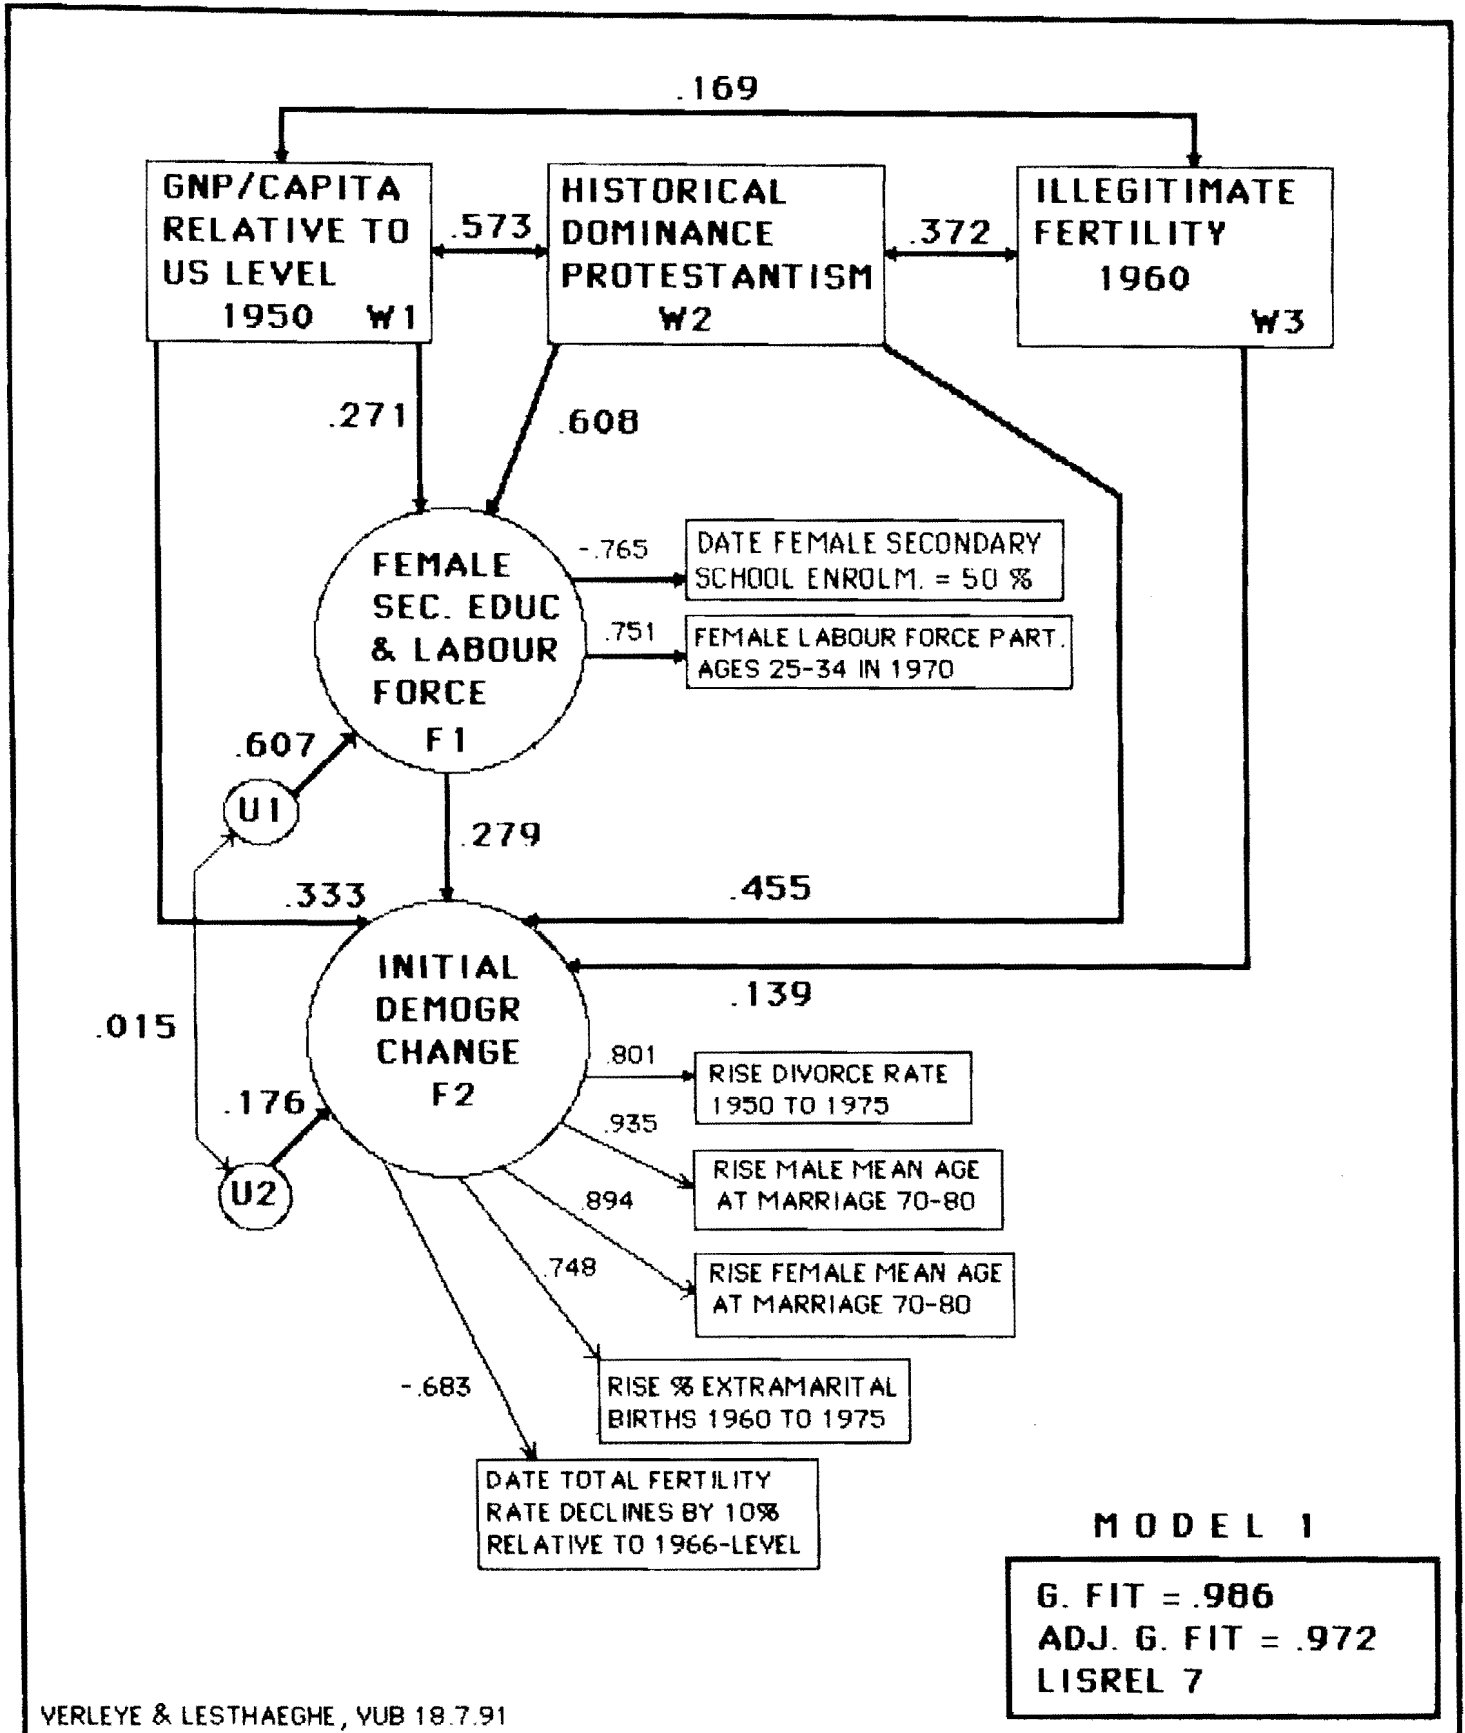 .169
GNP/CAPITA
RELATIVE TO
US LEVEL
1950 W1
.573
HISTORICAL
DOMINANCE
PROTESTANTISM
W2
.372
ILLEGITIMATE
FERTILITY
1960
W3
.271
.608
FEMALE
SEC. EDUC
& LABOUR
FORCE
F1
-.765
DATE FEMALE SECONDARY
SCHOOL ENROLM. = 50 %
.751
FEMALE LABOUR FORCE PART.
AGES 25-34 IN 1970
.607
U1
.279
.333
.455
.139
INITIAL
DEMOGR
CHANGE
F2
.015
.176
U2
.801
RISE DIVORCE RATE
1950 TO 1975
.935
RISE MALE MEAN AGE
AT MARRIAGE 70-80
.894
RISE FEMALE MEAN AGE
AT MARRIAGE 70-80
.748
RISE % EXTRAMARITAL
BIRTHS 1960 TO 1975
-.683
DATE TOTAL FERTILITY
RATE DECLINES BY 10%
RELATIVE TO 1966-LEVEL
MODEL 1
G. FIT = .986
ADJ. G. FIT = .972
LISREL 7
VERLEYE & LESTHAEGHE, VUB 18.7.91